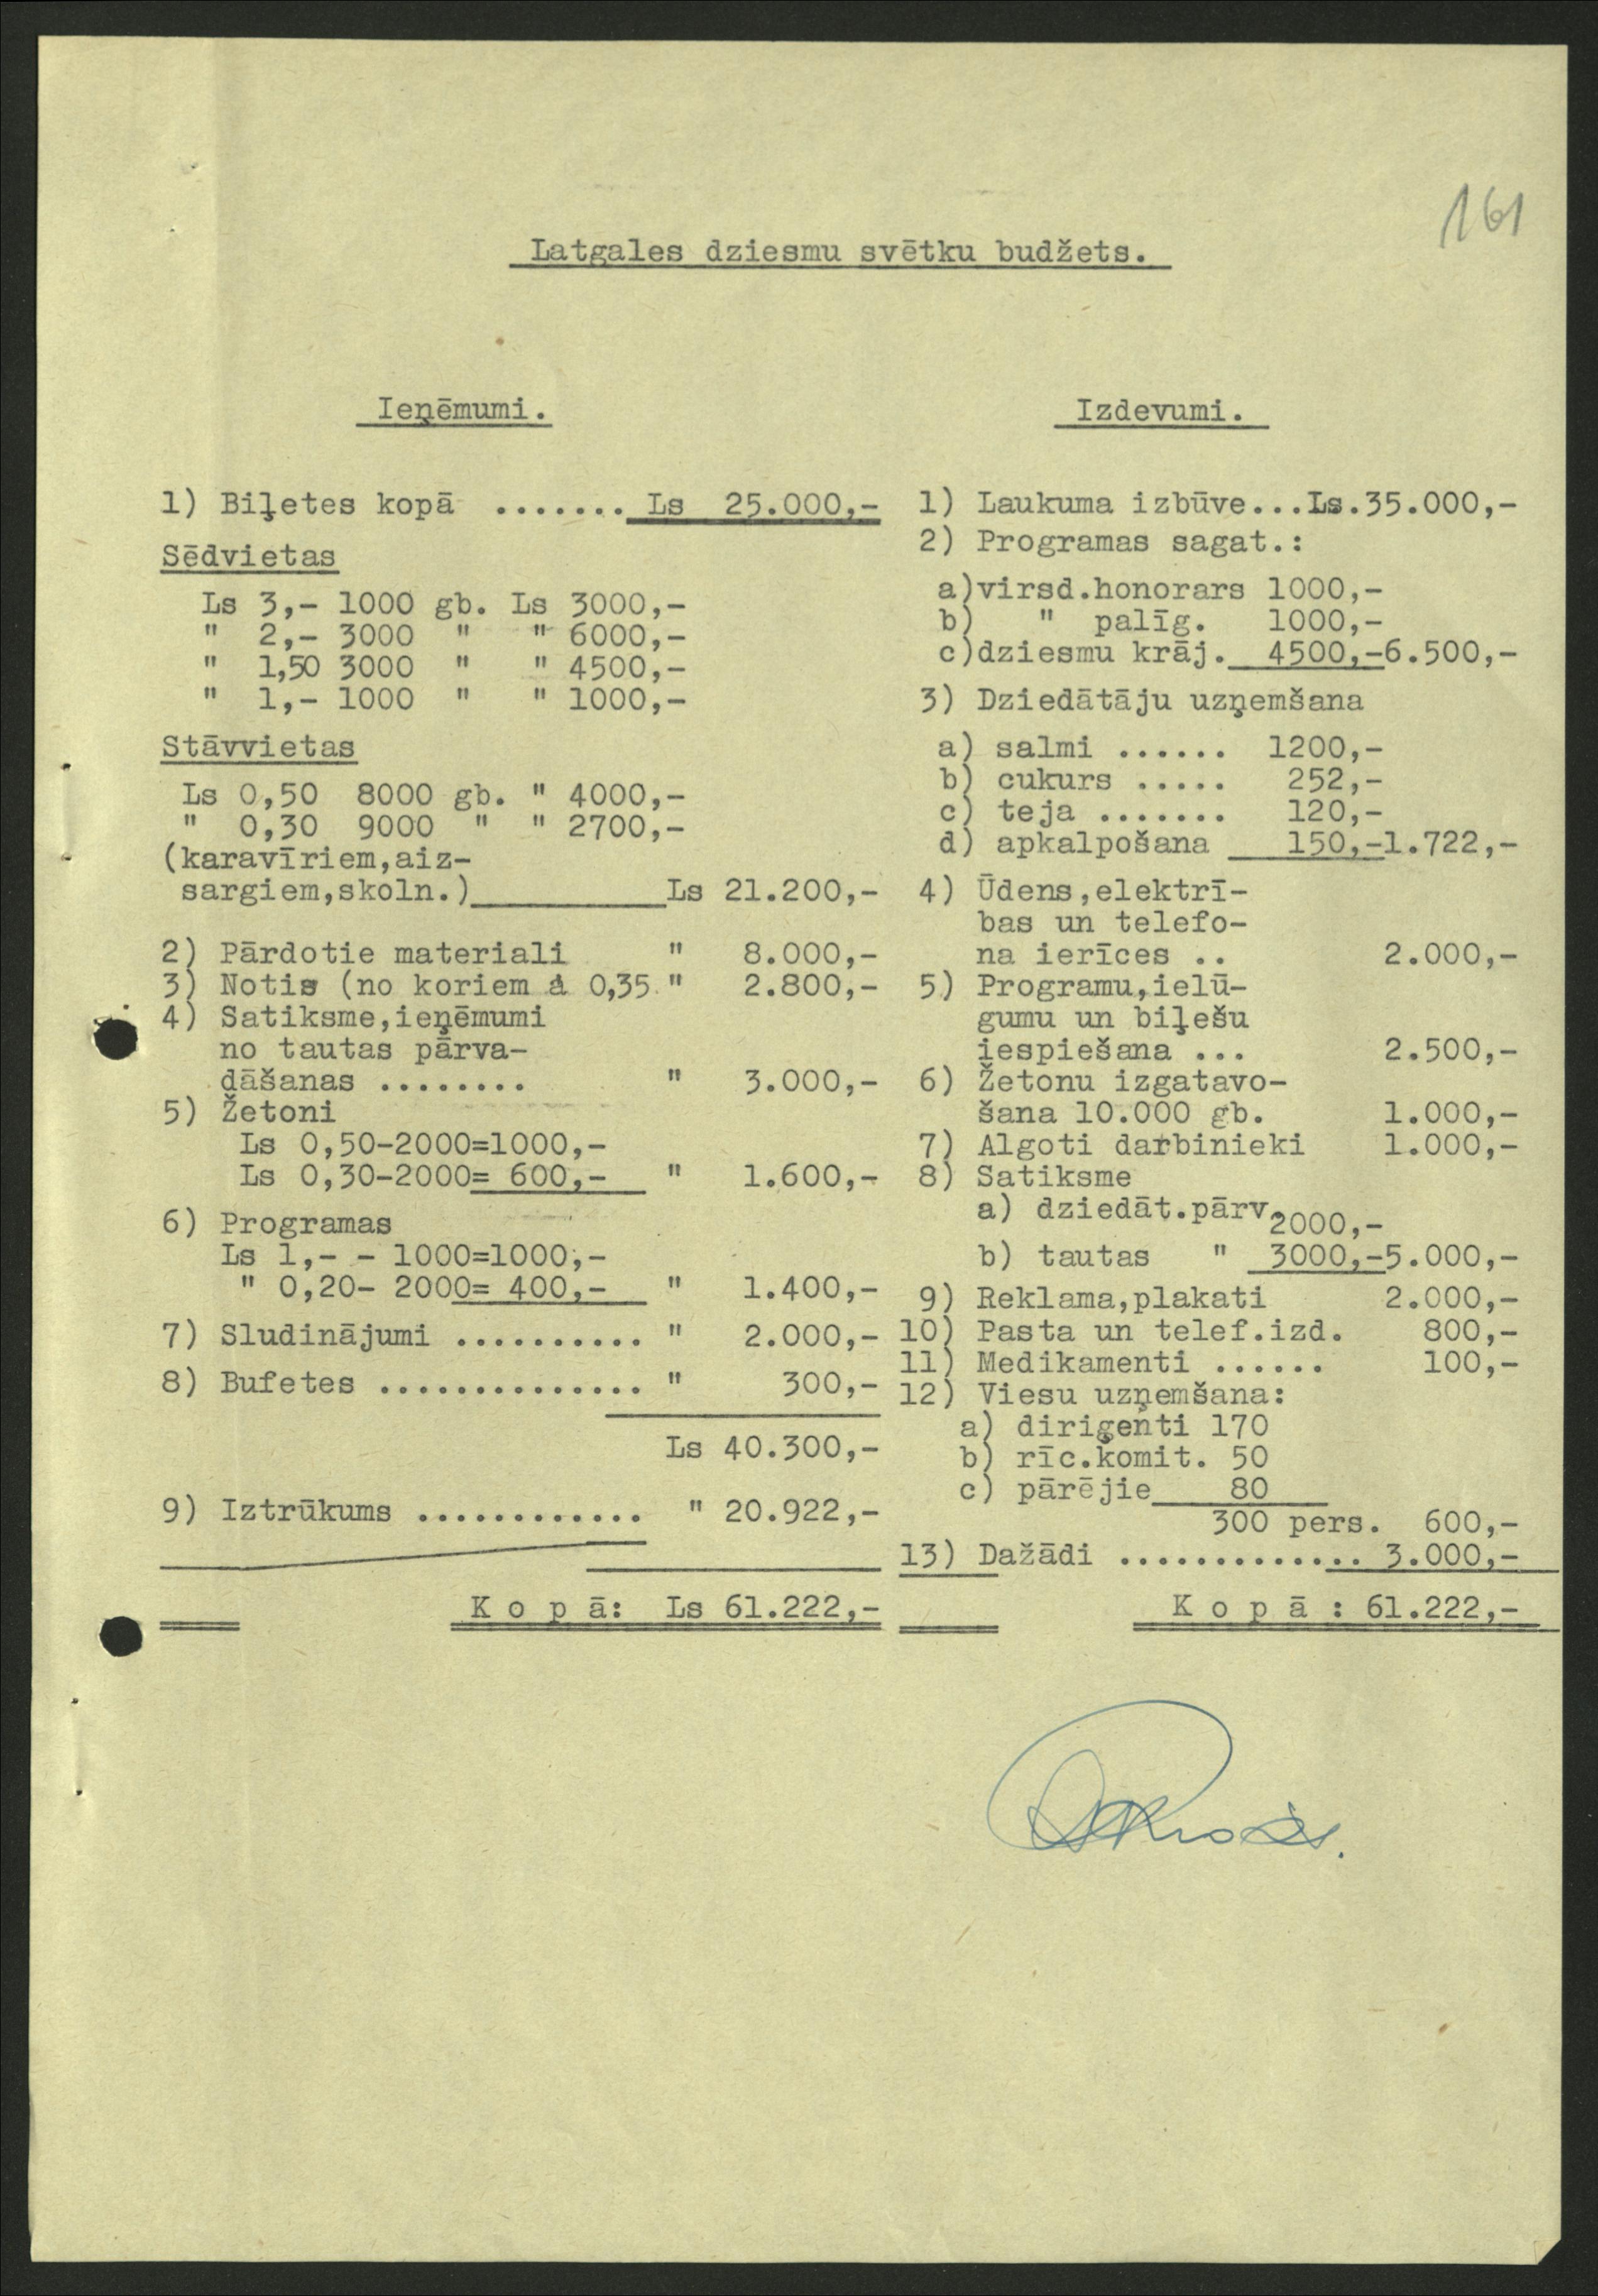 161
Latgales dziesmu svētku budžets.
Ieņēmumi.
1) Biļetes kopā ....... Ls 25.000,-
Sēdvietas
Ls 3,- 1000 gb. Ls 3000,-
" 2,- 3000 " " 6000,-
" 1,50 3000 " " 4500,-
" 1,- 1000 " " 1000,-
Stāvvietas
Ls 0,50 8000 gb. " 4000,-
" 0,30 9000 " " 2700,-
(karavīriem,aiz-
sargiem,skoln.) Ls 21.200,-
2) Pārdotie materiali " 8.000,-
3) Notis (no koriem á 0,35 " 2.800,-
4) Satiksme,ieņēmumi
no tautas pārva-
dāšanas ........ " 3.000,-
5) Žetoni
Ls 0,50-2000=1000,-
Ls 0,30-2000= 600,- " 1.600,-
6) Programas
Ls 1,- - 1000=1000,-
" 0,20- 2000= 400,- " 1.400,-
7) Sludinājumi .......... " 2.000,-
8) Bufetes .............. " 300,-
Ls 40.300,-
9) Iztrūkums ............ " 20.922,-
K o p ā: Ls 61.222,-
Izdevumi.
1) Laukuma izbūve...Ls.35.000,-
2) Programas sagat.:
a)virsd.honorars 1000,-
b) " palīg. 1000,-
c)dziesmu krāj. 4500,-6.500,-
3) Dziedātāju uzņemšana
a) salmi ...... 1200,-
b) cukurs ..... 252,-
c) teja ....... 120,-
d) apkalpošana 150,-1.722,-
4) Ūdens,elektrī-
bas un telefo-
na ierīces .. 2.000,-
5) Programu,ielū-
gumu un biļešu
iespiešana ... 2.500,-
6) Žetonu izgatavo-
šana 10.000 gb. 1.000,-
7) Algoti darbinieki 1.000,-
8) Satiksme
a) dziedāt.pārv. 2000,-
b) tautas " 3000,-5.000,-
9) Reklama,plakati 2.000,-
10) Pasta un telef.izd. 800,-
11) Medikamenti ...... 100,-
12) Viesu uzņemšana:
a) diriģenti 170
b) rīc.komit. 50
c) pārējie 80
300 pers. 600,-
13) Dažādi ............. 3.000,-
K o p ā : 61.222,-